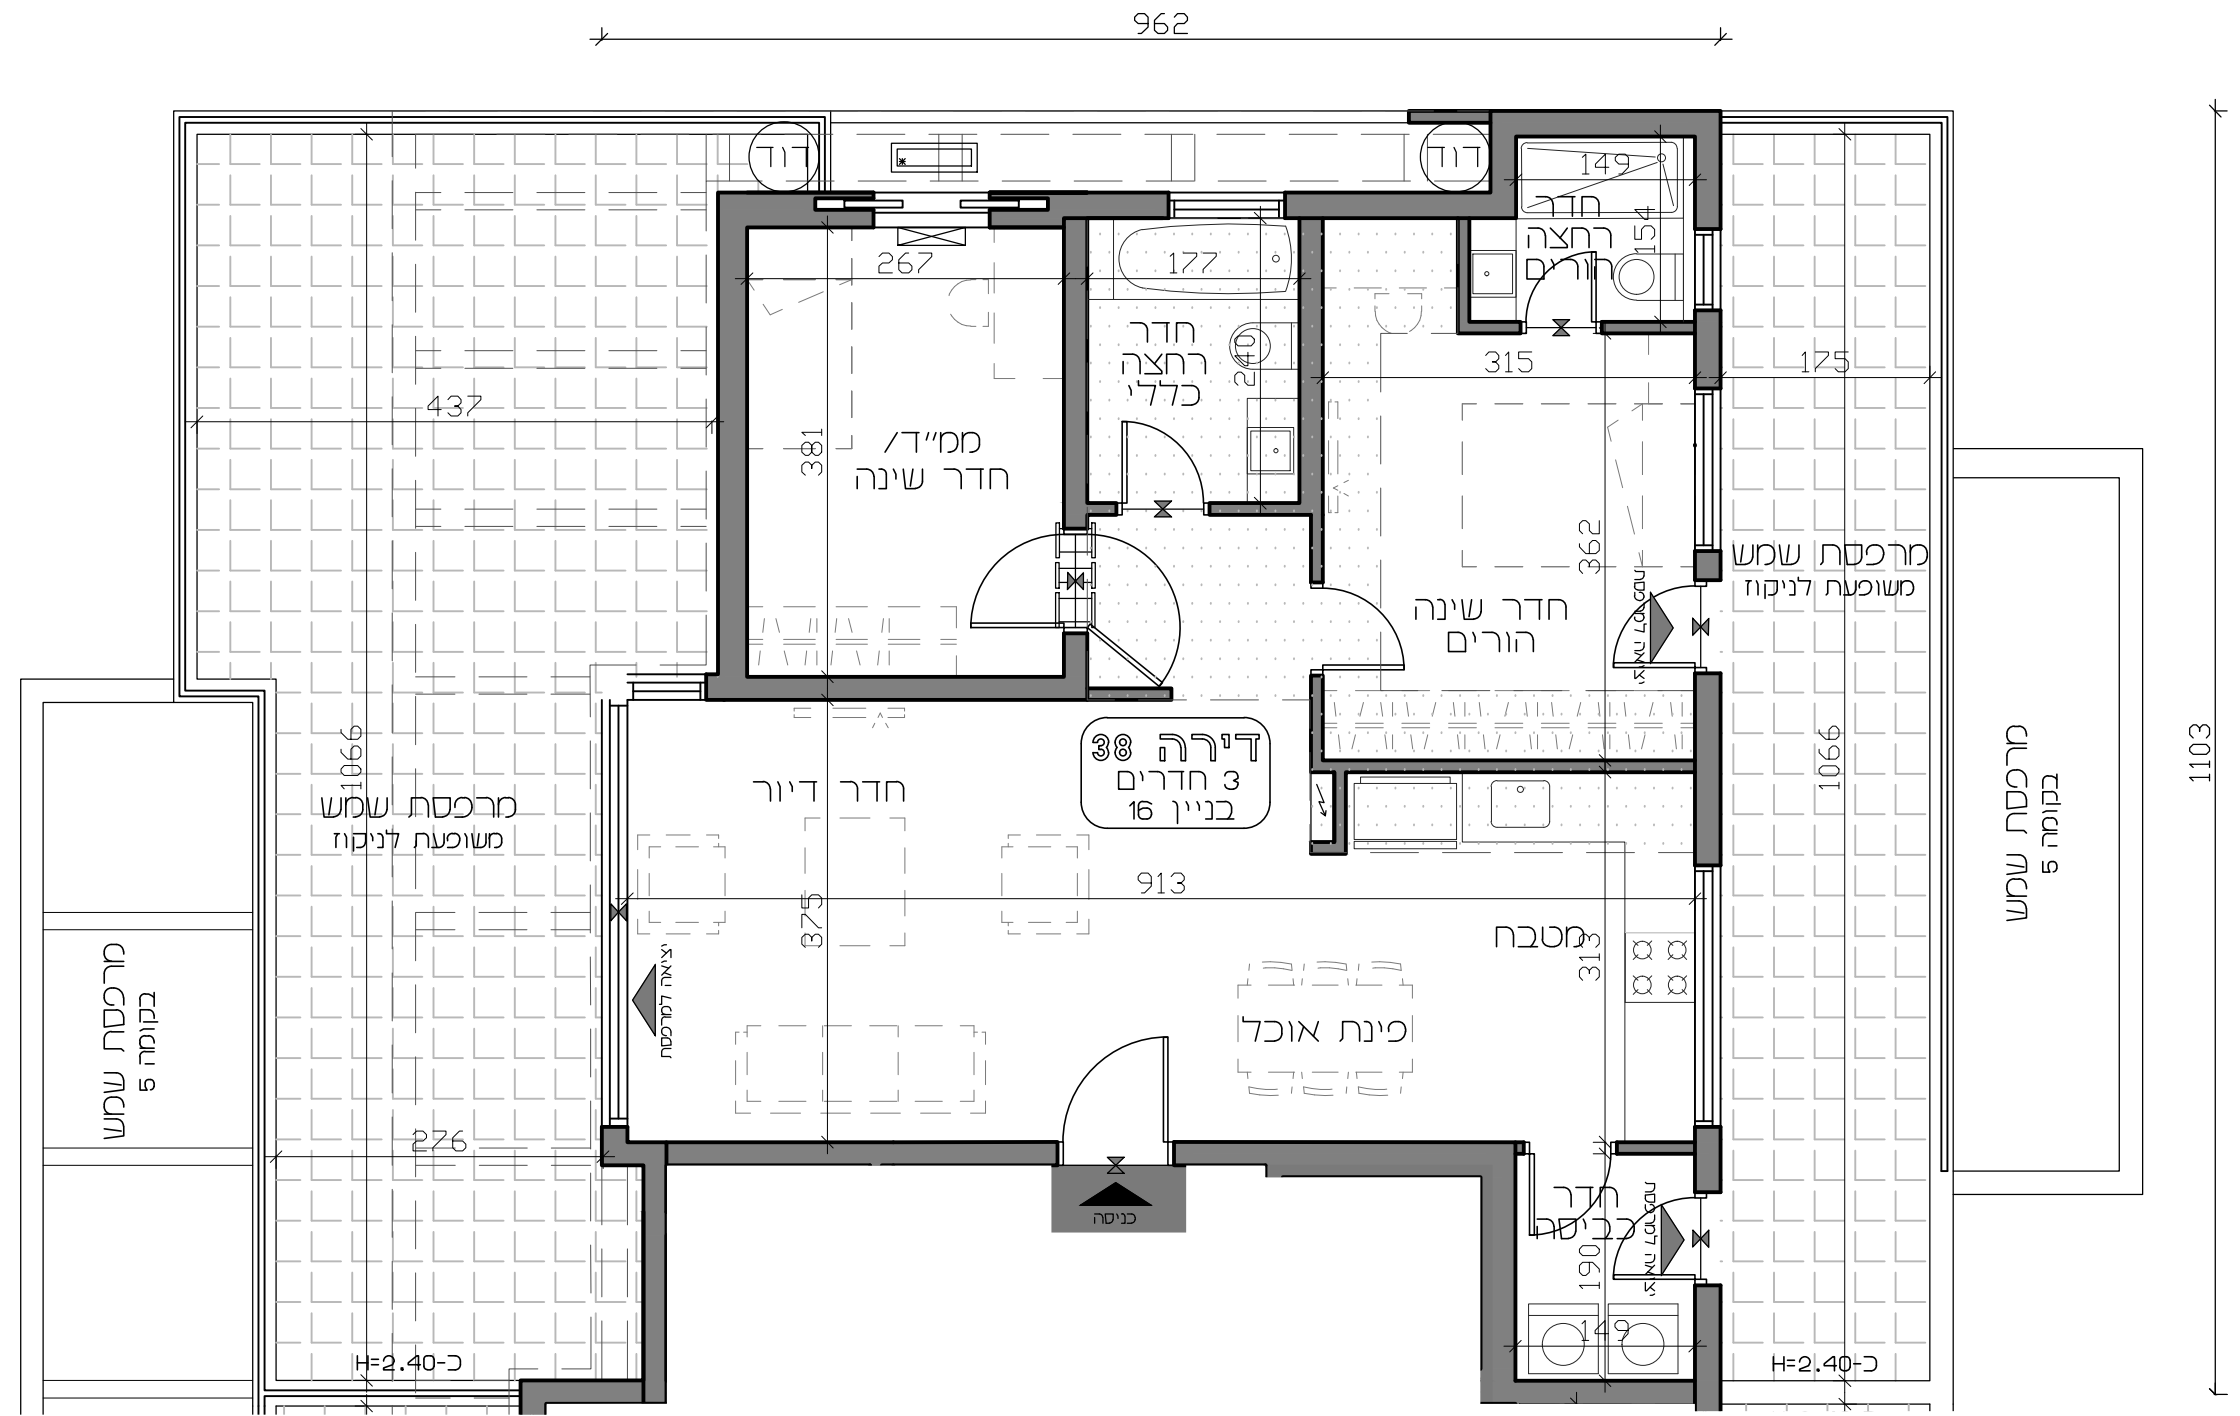 962
דוד
דוד
149
חדר
רחצה
הורים
154
267
177
חדר
רחצה
כללי
240
315
175
437
381
ממ״ד/
חדר שינה
362
מרפסת שמש
משופעת לניקוז
חדר שינה
הורים
יציאה למרפסת
1066
מרפסת שמש
משופעת לניקוז
דירה 38
3 חדרים
בניין 16
חדר דיור
1066
1103
מרפסת שמש
בקומה 5
913
375
מטבח
313
יציאה למרפסת
פינת אוכל
מרפסת שמש
בקומה 5
276
כניסה
חדר
כביסה
190
יציאה למרפסת
149
H=2.40-כ
H=2.40-כ